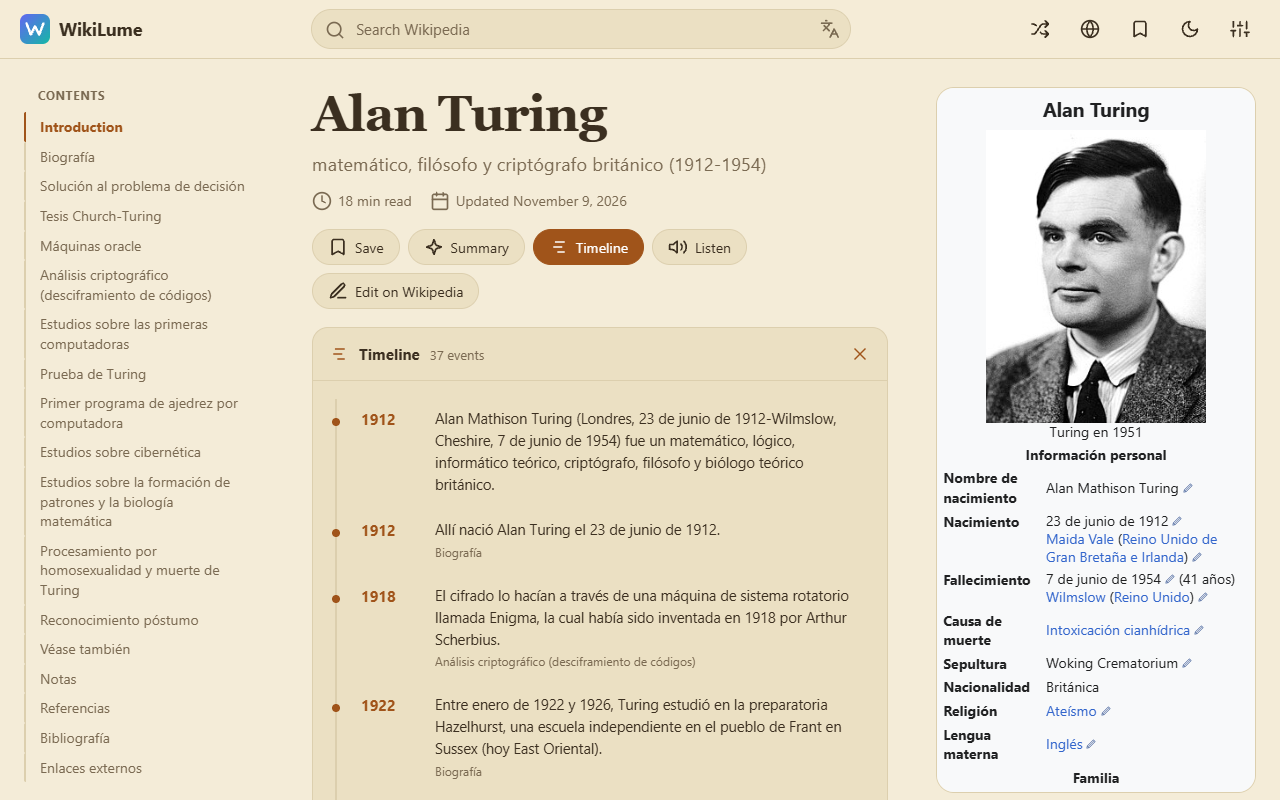 WikiLume
Search Wikipedia
CONTENTS
Introduction
Biografía
Solución al problema de decisión
Tesis Church-Turing
Máquinas oracle
Análisis criptográfico
(desciframiento de códigos)
Estudios sobre las primeras
computadoras
Prueba de Turing
Primer programa de ajedrez por
computadora
Estudios sobre cibernética
Estudios sobre la formación de
patrones y la biología
matemática
Procesamiento por
homosexualidad y muerte de
Turing
Reconocimiento póstumo
Véase también
Notas
Referencias
Bibliografía
Enlaces externos
Alan Turing
matemático, filósofo y criptógrafo británico (1912-1954)
18 min read
Updated November 9, 2026
Save
Summary
Timeline
Listen
Edit on Wikipedia
Timeline 37 events
1912
Alan Mathison Turing (Londres, 23 de junio de 1912-Wilmslow,
Cheshire, 7 de junio de 1954) fue un matemático, lógico,
informático teórico, criptógrafo, filósofo y biólogo teórico
británico.
1912
Allí nació Alan Turing el 23 de junio de 1912.
Biografía
1918
El cifrado lo hacían a través de una máquina de sistema rotatorio
llamada Enigma, la cual había sido inventada en 1918 por Arthur
Scherbius.
Análisis criptográfico (desciframiento de códigos)
1922
Entre enero de 1922 y 1926, Turing estudió en la preparatoria
Hazelhurst, una escuela independiente en el pueblo de Frant en
Sussex (hoy East Oriental).
Biografía
Alan Turing
Turing en 1951
Información personal
Nombre de
nacimiento
Alan Mathison Turing
Nacimiento
23 de junio de 1912
Maida Vale (Reino Unido de
Gran Bretaña e Irlanda)
Fallecimiento
7 de junio de 1954 (41 años)
Wilmslow (Reino Unido)
Causa de
muerte
Intoxicación cianhídrica
Sepultura
Woking Crematorium
Nacionalidad
Británica
Religión
Ateísmo
Lengua
materna
Inglés
Familia